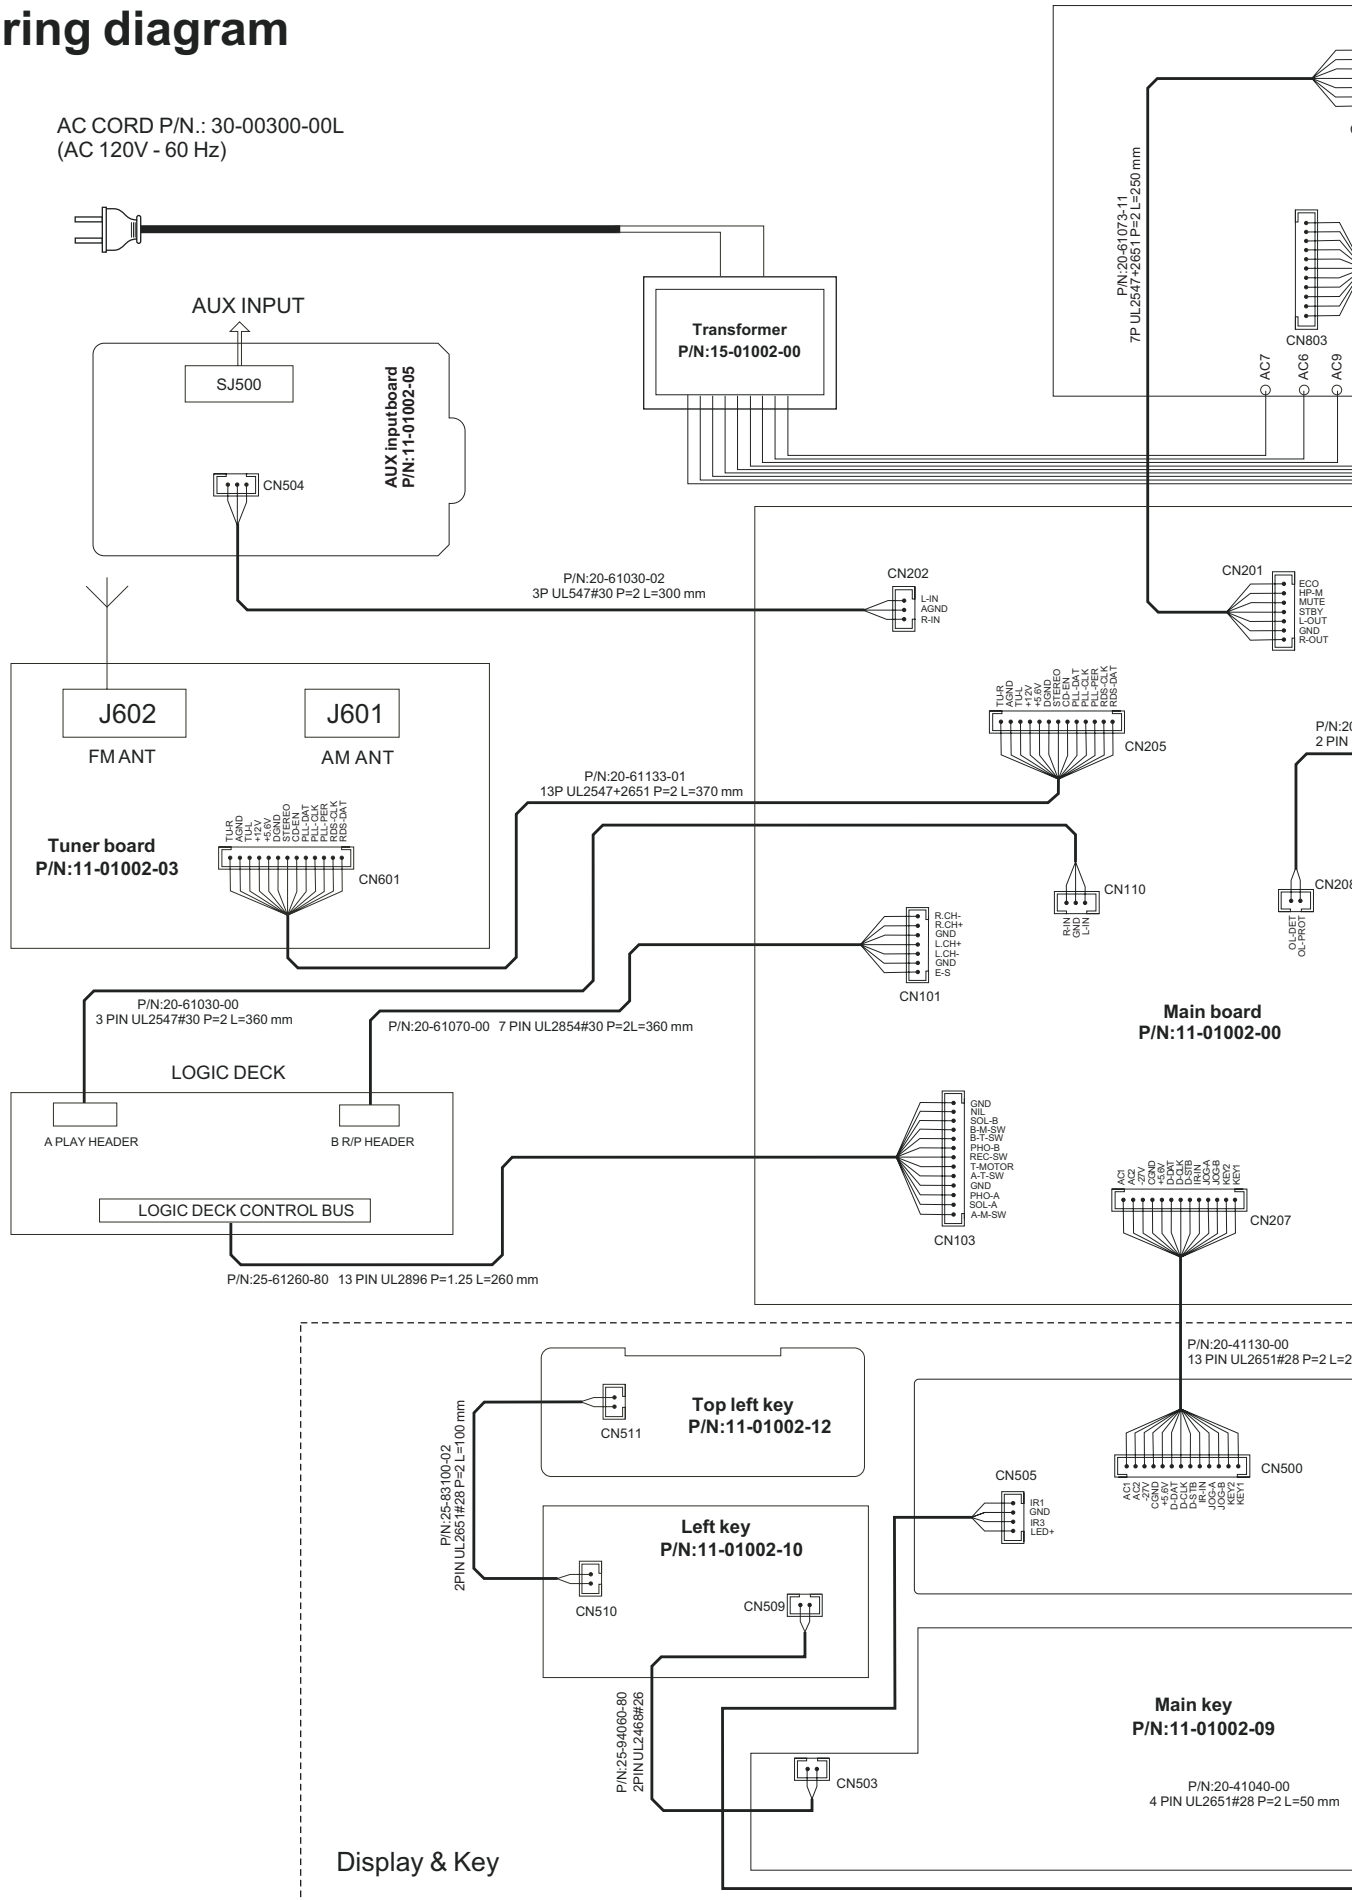 ring diagram
AC CORD P/N.: 30-00300-00L
(AC 120V - 60 Hz)
AUX INPUT
SJ500
AUX input board
P/N:11-01002-05
CN504
Transformer
P/N:15-01002-00
P/N:20-61073-11
7P UL2547+2651 P=2 L=250 mm
CN803
AC7
AC6
AC9
P/N:20-61030-02
3P UL547#30 P=2 L=300 mm
CN202
L-IN
AGND
R-IN
CN201
ECO
HP-M
MUTE
STBY
L-OUT
GND
R-OUT
J602
FM ANT
J601
AM ANT
Tuner board
P/N:11-01002-03
TU-R
AGND
TU-L
+12V
+5.6V
DGND
STEREO
CD-EN
PLL-DAT
PLL-CLK
PLL-PER
RDS-CLK
RDS-DAT
CN601
P/N:20-61133-01
13P UL2547+2651 P=2 L=370 mm
TU-R
AGND
TU-L
+12V
+5.6V
DGND
STEREO
CD-EN
PLL-DAT
PLL-CLK
PLL-PER
RDS-CLK
RDS-DAT
CN205
P/N:20
2 PIN
CN110
R-IN
GND
L-IN
CN208
OL-DET
OL-PROT
R.CH-
R.CH+
GND
L.CH+
L.CH-
GND
E-S
CN101
P/N:20-61030-00
3 PIN UL2547#30 P=2 L=360 mm
P/N:20-61070-00 7 PIN UL2854#30 P=2L=360 mm
Main board
P/N:11-01002-00
LOGIC DECK
A PLAY HEADER
B R/P HEADER
LOGIC DECK CONTROL BUS
P/N:25-61260-80 13 PIN UL2896 P=1.25 L=260 mm
GND
NIL
SOL-B
B-M-SW
B-T-SW
PHO-B
REC-SW
T-MOTOR
A-T-SW
GND
PHO-A
SOL-A
A-M-SW
CN103
AC1
AC2
-27V
CGND
+5.6V
D-DAT
D-CLK
D-STB
IR-IN
JOG-A
JOG-B
KEY2
KEY1
CN207
P/N:20-41130-00
13 PIN UL2651#28 P=2 L=2
Top left key
P/N:11-01002-12
CN511
P/N:25-83100-02
2PIN UL2651#28 P=2 L=100 mm
Left key
P/N:11-01002-10
CN510
CN509
CN505
IR1
GND
IR3
LED+
CN500
AC1
AC2
-27V
CGND
+5.6V
D-DAT
D-CLK
D-STB
IR-IN
JOG-A
JOG-B
KEY2
KEY1
P/N:25-94060-80
2PIN UL2468#26
CN503
Main key
P/N:11-01002-09
P/N:20-41040-00
4 PIN UL2651#28 P=2 L=50 mm
Display & Key